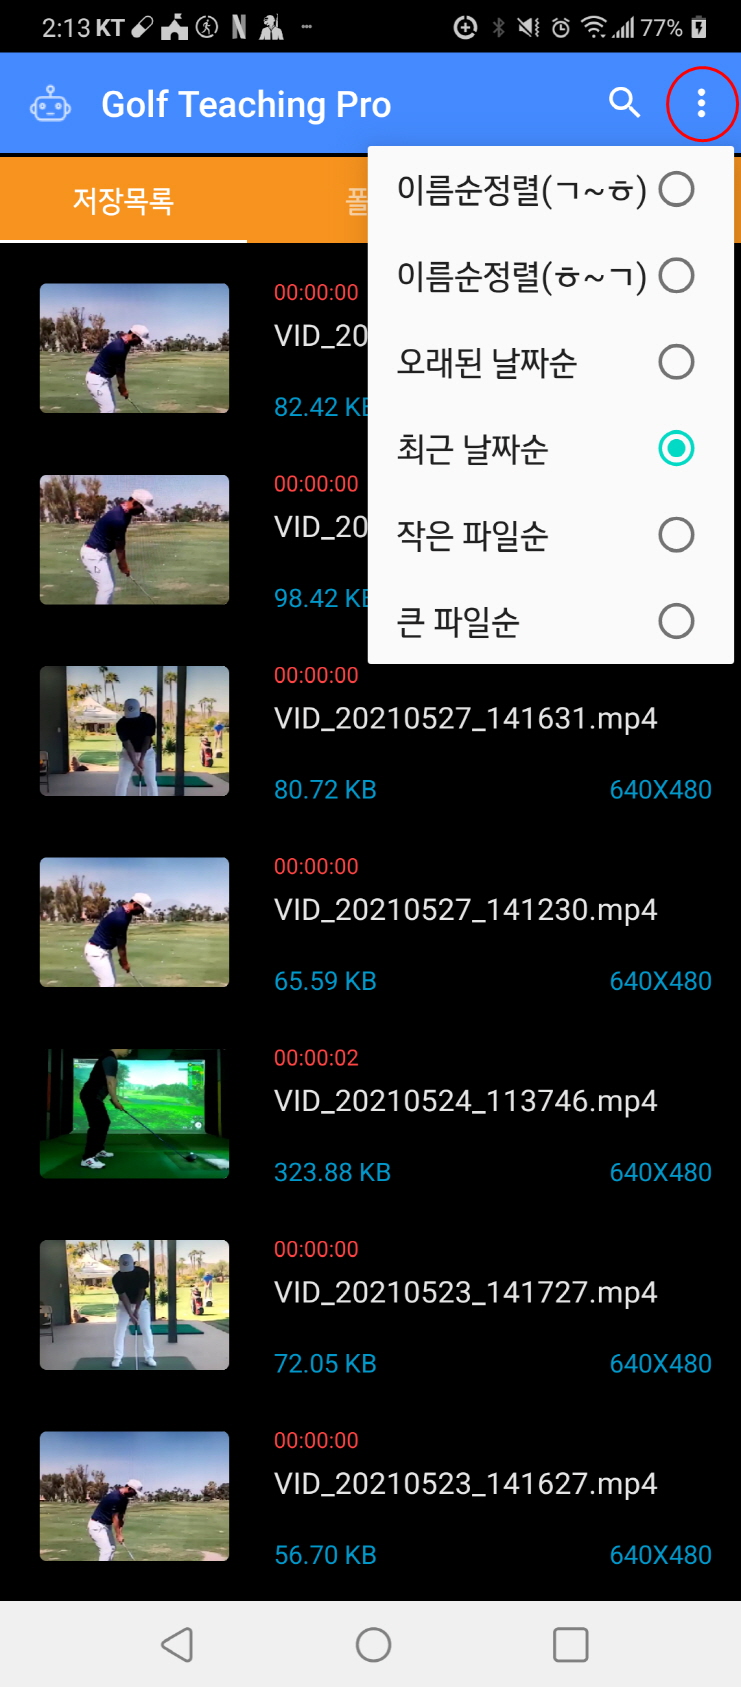 2:13 KT 77%
Golf Teaching Pro
저장목록 폴
이름순정렬(ㄱ~ㅎ)
이름순정렬(ㅎ~ㄱ)
오래된 날짜순
최근 날짜순
작은 파일순
큰 파일순
00:00:00
VID_20
82.42 KB
00:00:00
VID_20
98.42 KB
00:00:00
VID_20210527_141631.mp4
80.72 KB 640X480
00:00:00
VID_20210527_141230.mp4
65.59 KB 640X480
00:00:02
VID_20210524_113746.mp4
323.88 KB 640X480
00:00:00
VID_20210523_141727.mp4
72.05 KB 640X480
00:00:00
VID_20210523_141627.mp4
56.70 KB 640X480